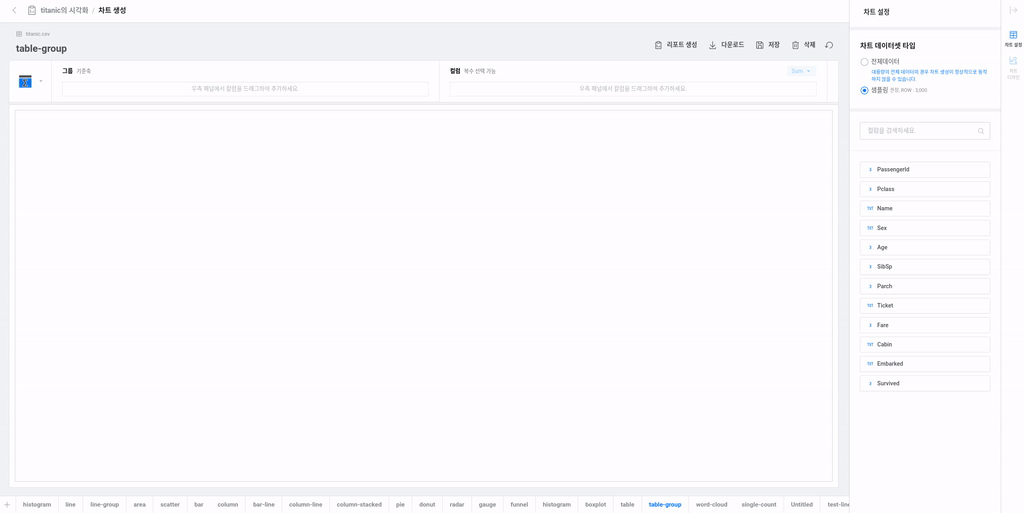 titanic의 시각화 / 차트 생성
titanic.csv
table-group
리포트 생성
다운로드
저장
삭제
그룹 기준축
우측 패널에서 컬럼을 드래그하여 추가하세요.
컬럼 복수 선택 가능
Sum
우측 패널에서 컬럼을 드래그하여 추가하세요.
차트 설정
차트 데이터셋 타입
전체데이터
대용량의 전체 데이터의 경우 차트 생성이 정상적으로 동작
하지 않을 수 있습니다.
샘플링 랜덤, ROW : 5,000
컬럼을 검색하세요.
PassengerId
Pclass
TXT Name
TXT Sex
Age
SibSp
Parch
TXT Ticket
Fare
TXT Cabin
TXT Embarked
Survived
차트 설정
차트
디자인
histogram
line
line-group
area
scatter
bar
column
bar-line
column-line
column-stacked
pie
donut
radar
gauge
funnel
histogram
boxplot
table
table-group
word-cloud
single-count
Untitled
test-line